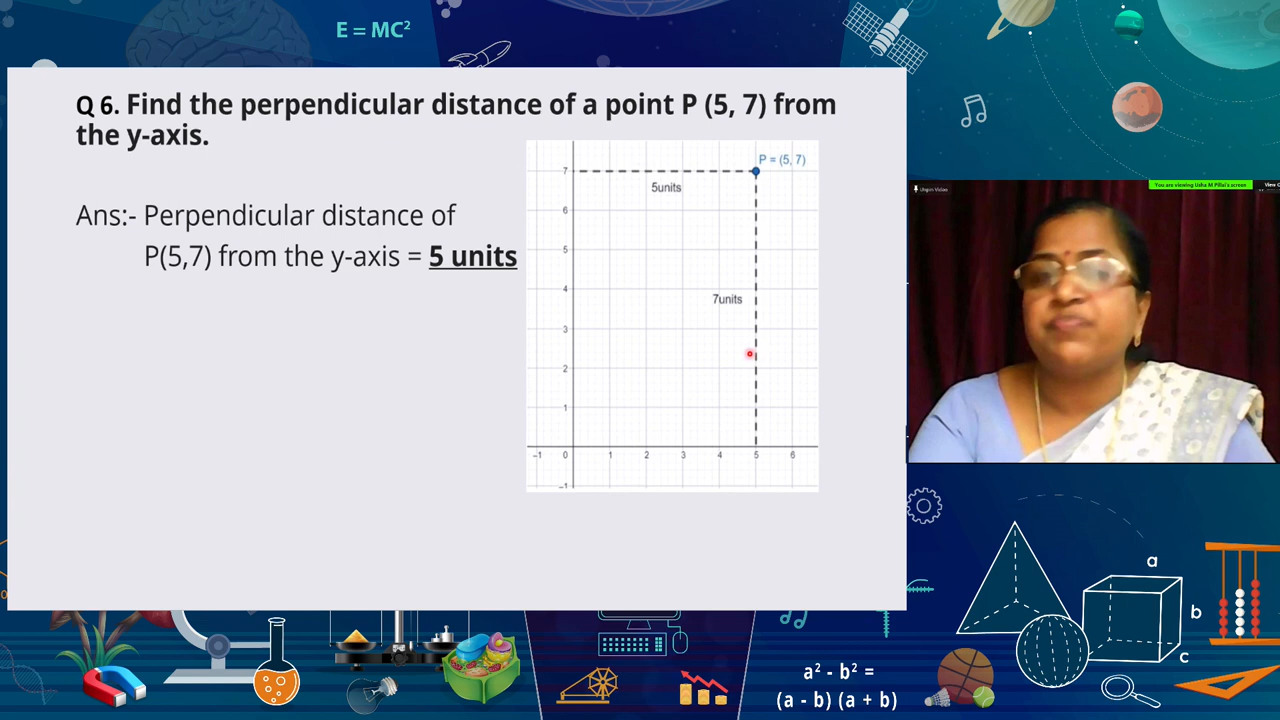 E = MC²
Q 6. Find the perpendicular distance of a point P (5, 7) from
the y-axis.
Ans:- Perpendicular distance of
P(5,7) from the y-axis = 5 units
P = (5, 7)
7
5units
6
5
4
7units
3
2
1
−1 0 1 2 3 4 5 6
−1
You are viewing Usha M Pillai's screen
a
b
c
a² - b² =
(a - b) (a + b)